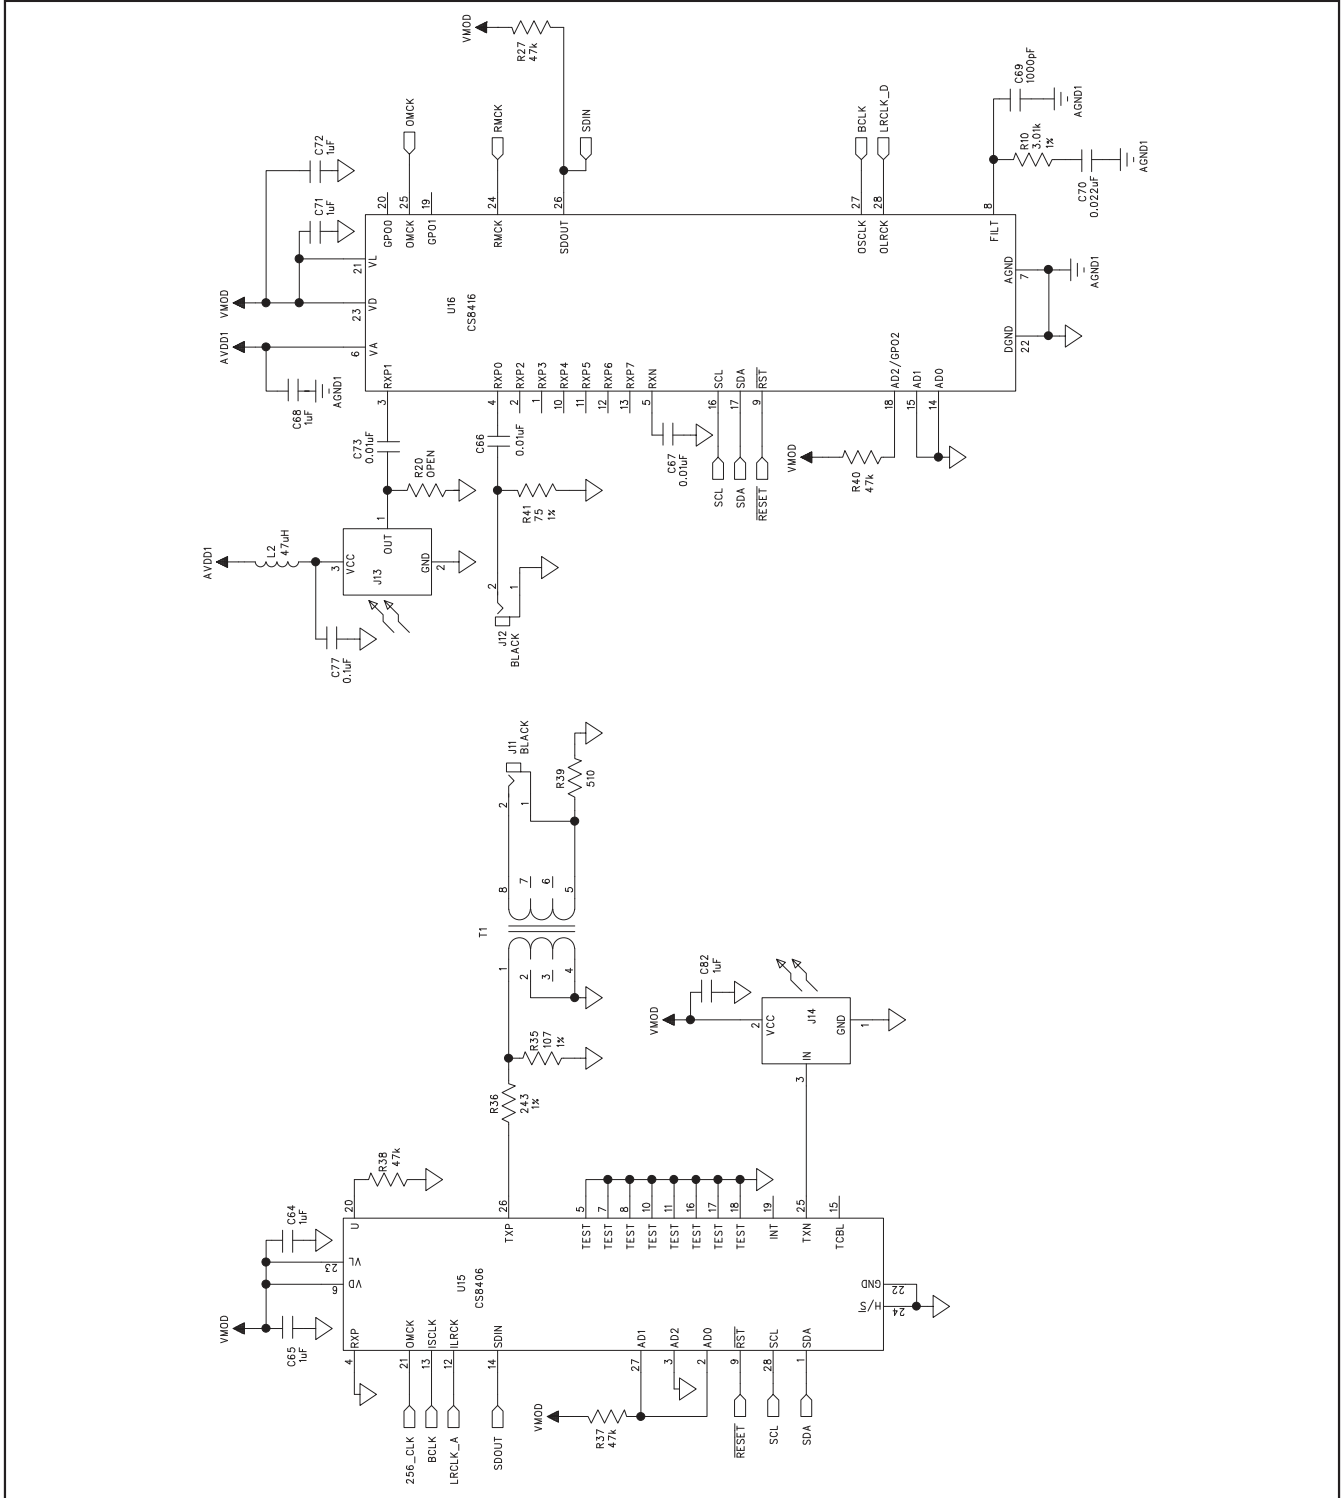 VMOD
R27
47k
OMCK
RMCK
SDIN
BCLK
LRCLK_D
C69
1000pF
AGND1
R10
3.01k
1%
C70
0.022uF
AGND1
C72
1uF
C71
1uF
VMOD
AVDD1
C68
1uF
AGND1
20
GPO0
25
OMCK
19
GPO1
24
RMCK
26
SDOUT
27
OSCLK
28
OLRCK
8
FILT
21
VL
23
VD
6
VA
U16
CS8416
AGND
7
AGND1
DGND
22
RXP1
3
RXP0
4
RXP2
2
RXP3
1
RXP4
10
RXP5
11
RXP6
12
RXP7
13
RXN
5
SCL
16
SDA
17
RST
9
AD2/GPO2
18
AD1
15
AD0
14
C73
0.01uF
C66
0.01uF
C67
0.01uF
R20
OPEN
R41
75
1%
SCL
SDA
RESET
VMOD
R40
47k
AVDD1
L2
47uH
3
VCC
1
OUT
J13
GND
2
C77
0.1uF
2
1
J12
BLACK
J11
BLACK
2
1
R39
510
8
7
6
5
T1
1
2
3
4
R35
107
1%
R36
243
1%
VMOD
C82
1uF
2
VCC
J14
GND
1
IN
3
R38
47k
C64
1uF
VMOD
C65
1uF
20
U
26
TXP
5
TEST
7
TEST
8
TEST
10
TEST
11
TEST
16
TEST
17
TEST
18
TEST
19
INT
25
TXN
15
TCBL
VL
23
VD
6
U15
CS8406
GND
22
H/S
24
RXP
4
OMCK
21
ISCLK
13
ILRCK
12
SDIN
14
AD1
27
AD2
3
AD0
2
RST
9
SCL
28
SDA
1
256_CLK
BCLK
LRCLK_A
SDOUT
VMOD
R37
47k
RESET
SCL
SDA